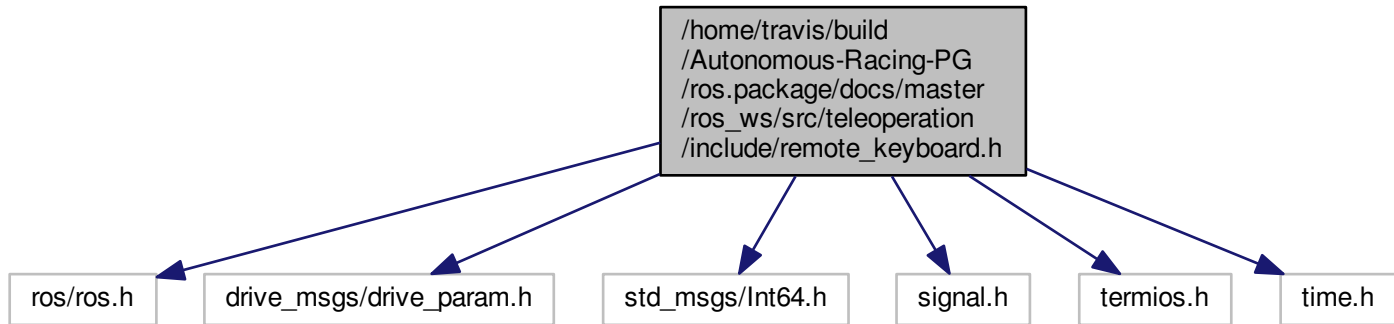 /home/travis/build
/Autonomous-Racing-PG
/ros.package/docs/master
/ros_ws/src/teleoperation
/include/remote_keyboard.h
ros/ros.h
drive_msgs/drive_param.h
std_msgs/Int64.h
signal.h
termios.h
time.h